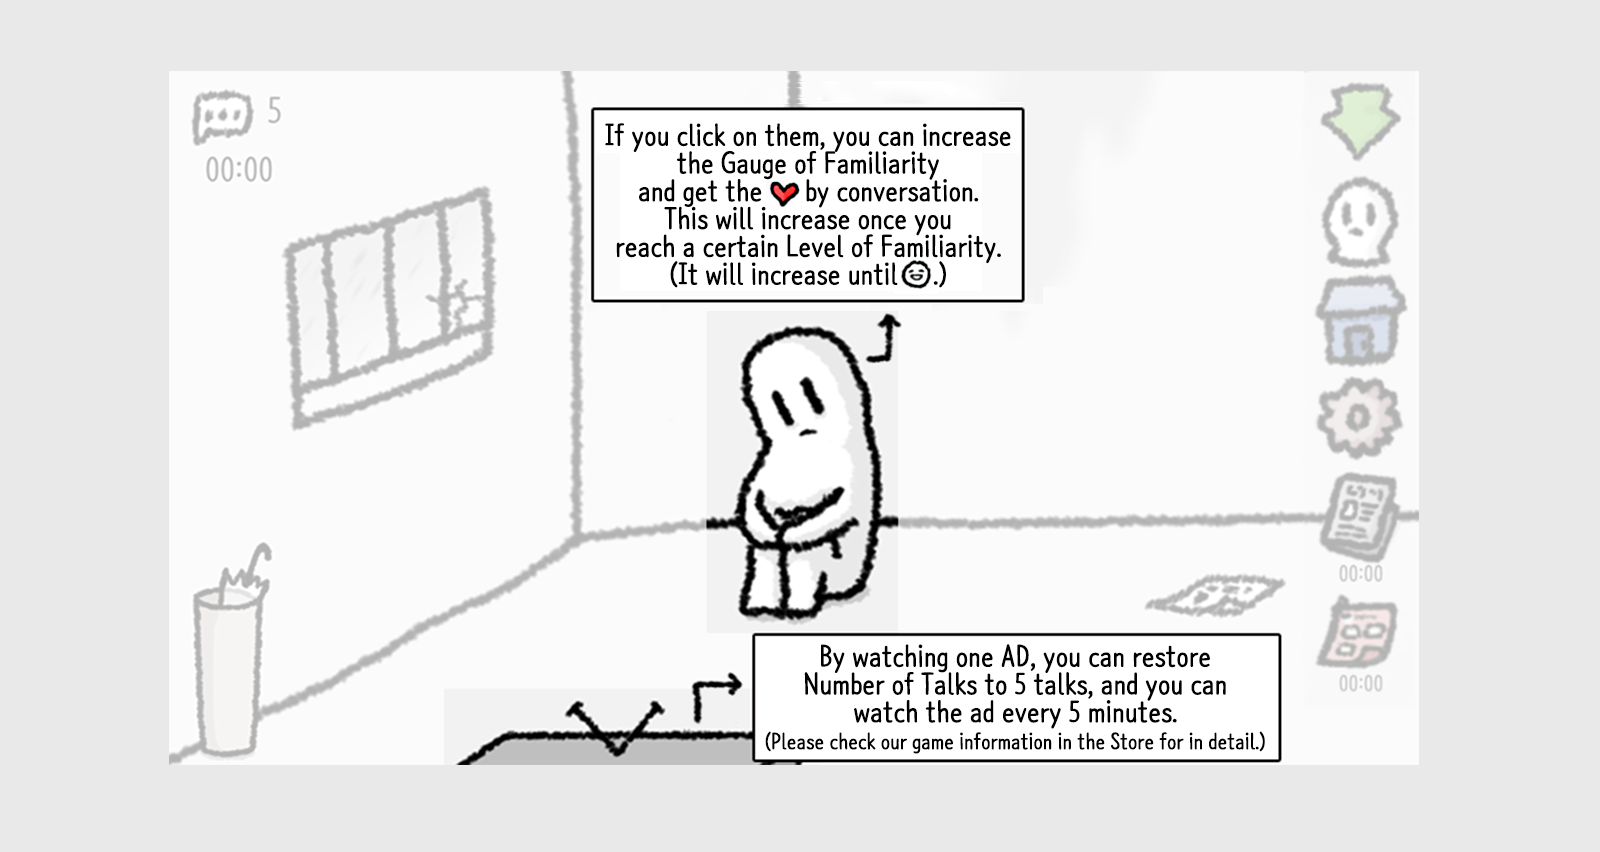 5
00:00
If you click on them, you can increase
the Gauge of Familiarity
and get the by conversation.
This will increase once you
reach a certain Level of Familiarity.
(It will increase until .)
00:00
By watching one AD, you can restore
Number of Talks to 5 talks, and you can
watch the ad every 5 minutes.
(Please check our game information in the Store for in detail.)
00:00